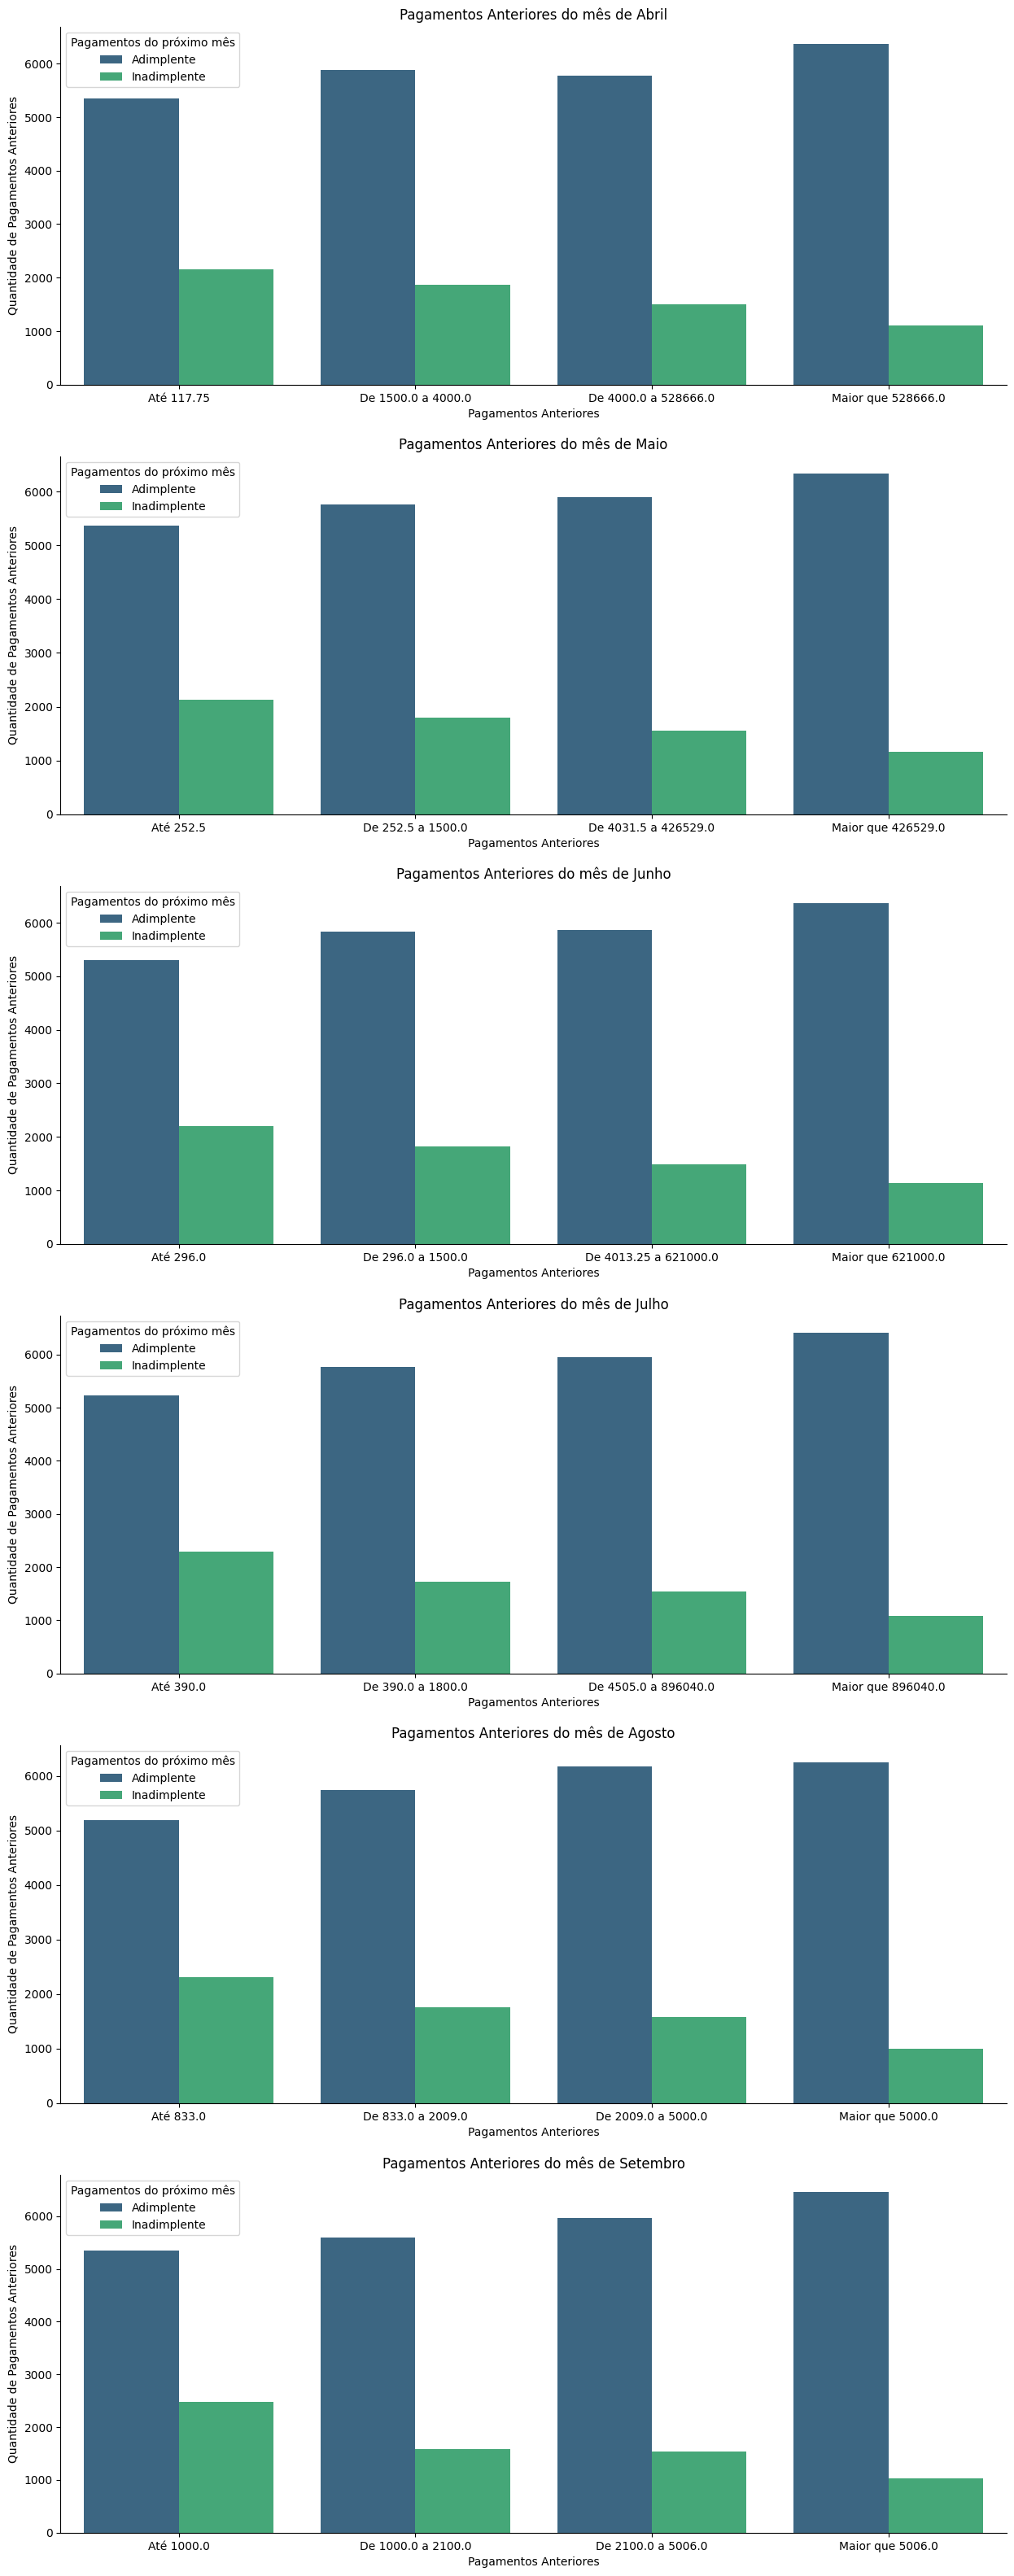 Pagamentos Anteriores do mês de Abril
Pagamentos do próximo mês
Adimplente
Inadimplente
Quantidade de Pagamentos Anteriores
6000
5000
4000
3000
2000
1000
0
Até 117.75
De 1500.0 a 4000.0
De 4000.0 a 528666.0
Maior que 528666.0
Pagamentos Anteriores
Pagamentos Anteriores do mês de Maio
Pagamentos do próximo mês
Adimplente
Inadimplente
Quantidade de Pagamentos Anteriores
6000
5000
4000
3000
2000
1000
0
Até 252.5
De 252.5 a 1500.0
De 4031.5 a 426529.0
Maior que 426529.0
Pagamentos Anteriores
Pagamentos Anteriores do mês de Junho
Pagamentos do próximo mês
Adimplente
Inadimplente
Quantidade de Pagamentos Anteriores
6000
5000
4000
3000
2000
1000
0
Até 296.0
De 296.0 a 1500.0
De 4013.25 a 621000.0
Maior que 621000.0
Pagamentos Anteriores
Pagamentos Anteriores do mês de Julho
Pagamentos do próximo mês
Adimplente
Inadimplente
Quantidade de Pagamentos Anteriores
6000
5000
4000
3000
2000
1000
0
Até 390.0
De 390.0 a 1800.0
De 4505.0 a 896040.0
Maior que 896040.0
Pagamentos Anteriores
Pagamentos Anteriores do mês de Agosto
Pagamentos do próximo mês
Adimplente
Inadimplente
Quantidade de Pagamentos Anteriores
6000
5000
4000
3000
2000
1000
0
Até 833.0
De 833.0 a 2009.0
De 2009.0 a 5000.0
Maior que 5000.0
Pagamentos Anteriores
Pagamentos Anteriores do mês de Setembro
Pagamentos do próximo mês
Adimplente
Inadimplente
Quantidade de Pagamentos Anteriores
6000
5000
4000
3000
2000
1000
0
Até 1000.0
De 1000.0 a 2100.0
De 2100.0 a 5006.0
Maior que 5006.0
Pagamentos Anteriores